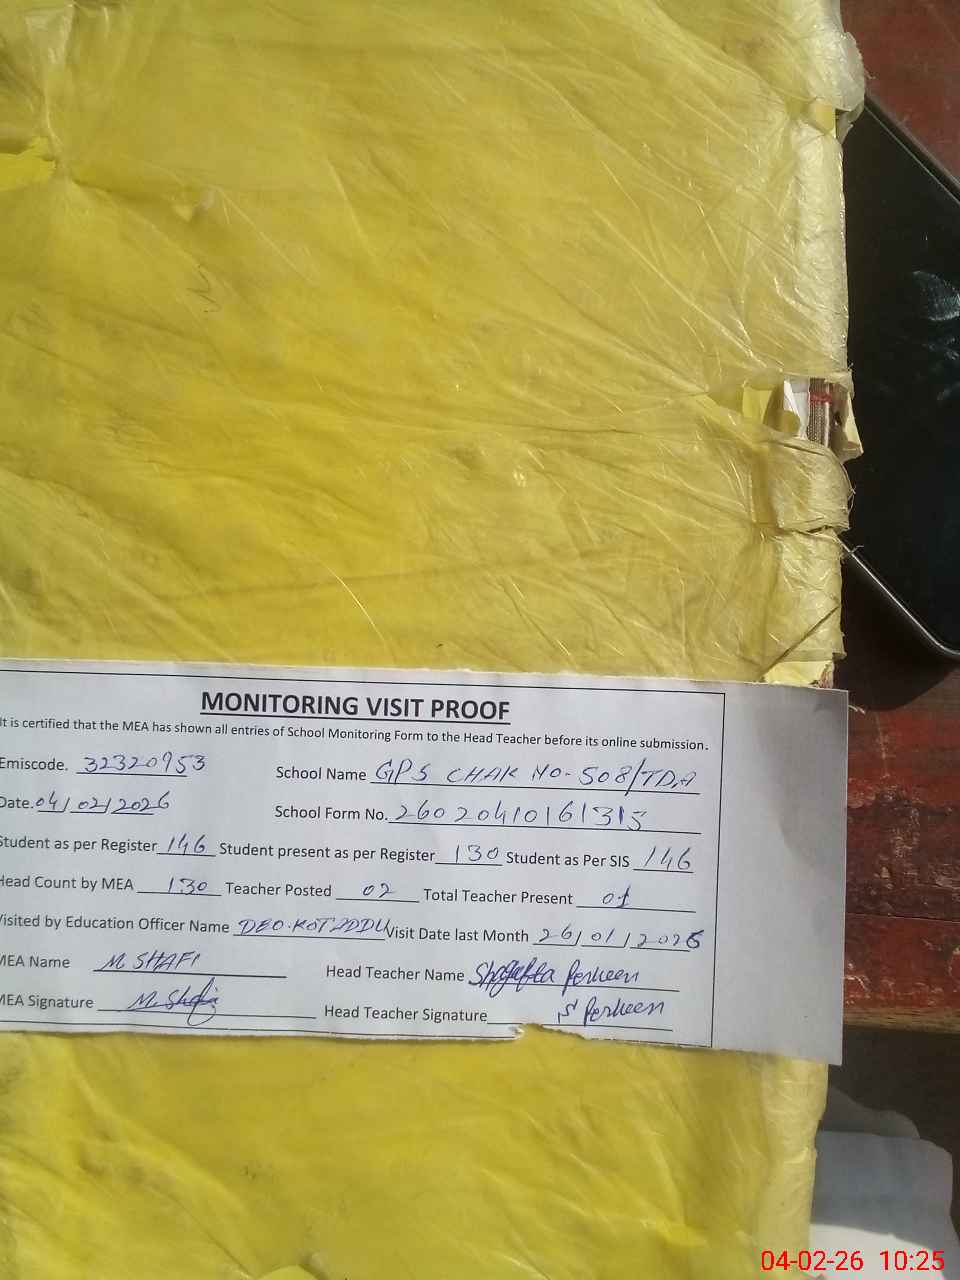 MONITORING VISIT PROOF
It is certified that the MEA has shown all entries of School Monitoring Form to the Head Teacher before its online submission.
Emiscode. 32320953 School Name GPS CHAK NO-508/TDA
Date. 04/02/2026 School Form No. 26020410161315
Student as per Register 146 Student present as per Register 130 Student as Per SIS 146
Head Count by MEA 130 Teacher Posted 02 Total Teacher Present 01
Visited by Education Officer Name DEO.KOT ADDU Visit Date last Month 26/01/2026
MEA Name M SHAFI Head Teacher Name Shagufta Perveen
MEA Signature M. Shafi Head Teacher Signature S Perveen
04-02-26 10:25